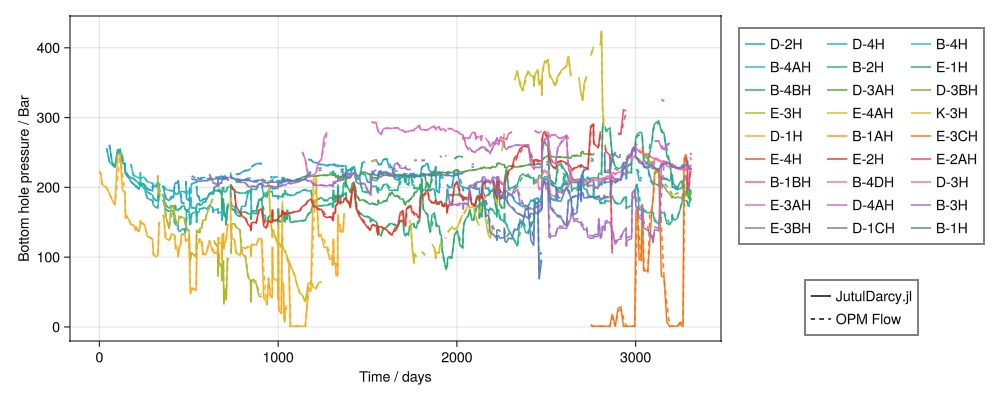 400
300
200
100
0
0 1000 2000 3000
Bottom hole pressure / Bar
Time / days
D-2H D-4H B-4H
B-4AH B-2H E-1H
B-4BH D-3AH D-3BH
E-3H E-4AH K-3H
D-1H B-1AH E-3CH
E-4H E-2H E-2AH
B-1BH B-4DH D-3H
E-3AH D-4AH B-3H
E-3BH D-1CH B-1H
JutulDarcy.jl
OPM Flow